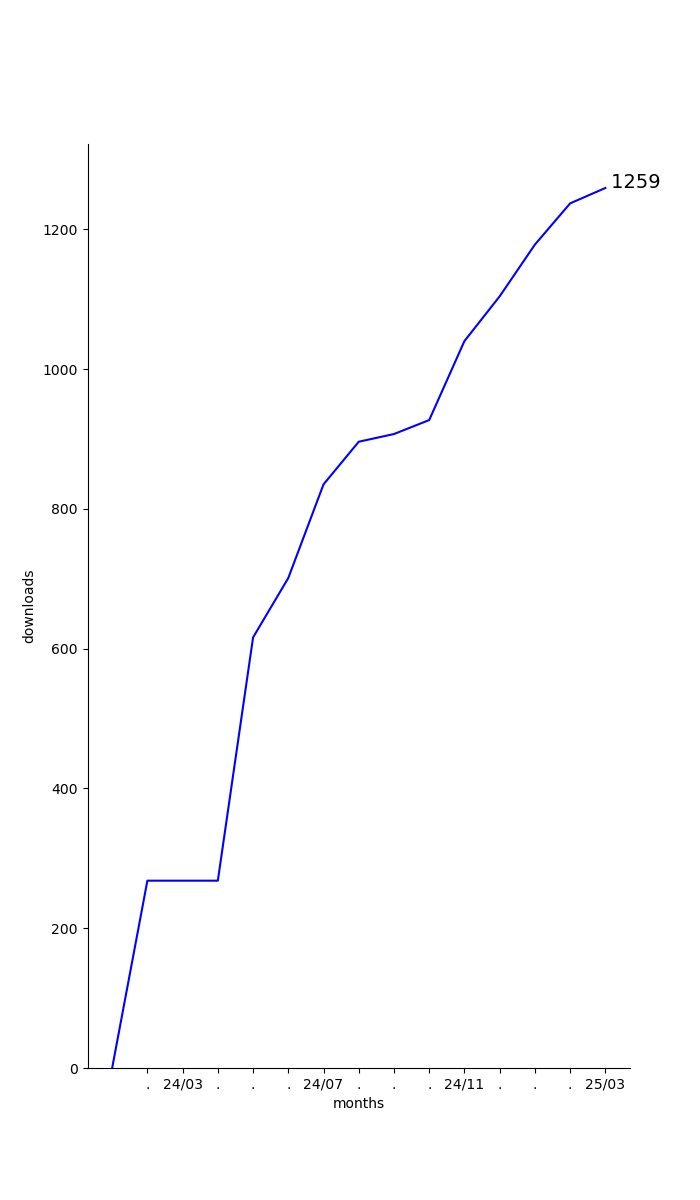 1259
1200
1000
800
600
400
200
0
downloads
. 24/03 . . . 24/07 . . . 24/11 . . . 25/03
months